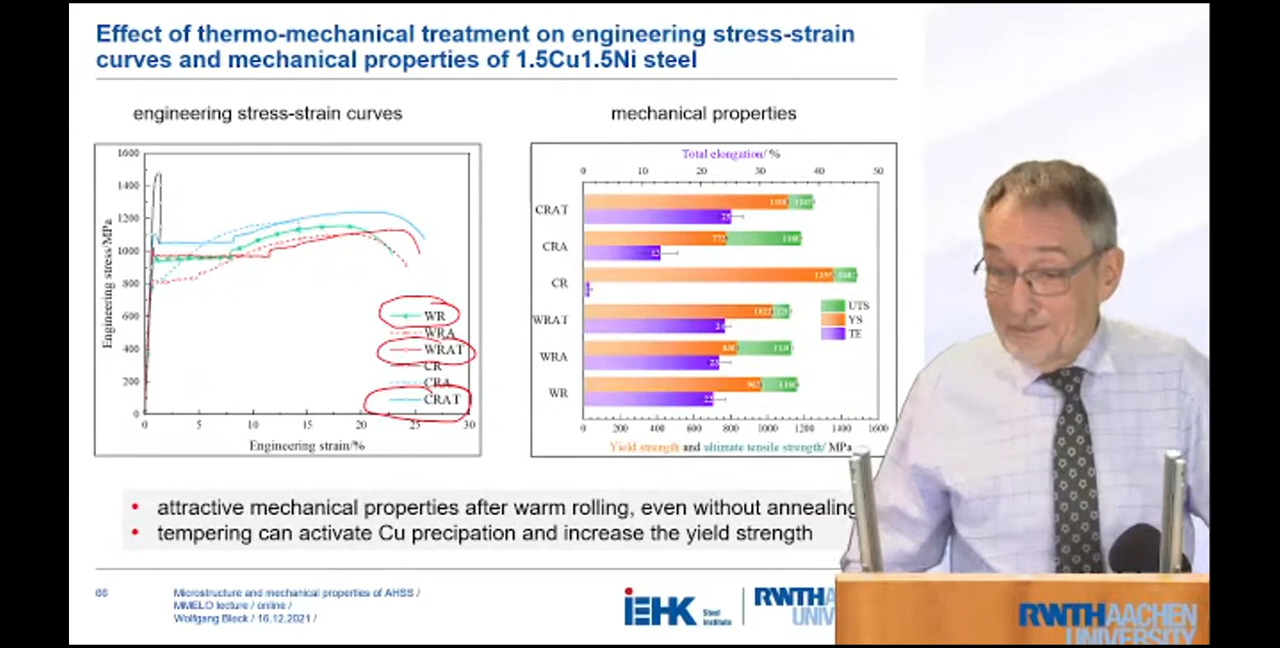 Effect of thermo-mechanical treatment on engineering stress-strain
curves and mechanical properties of 1.5Cu1.5Ni steel
engineering stress-strain curves
1600
1400
1200
1000
800
600
400
200
0
0
5
10
15
20
25
30
Engineering stress/MPa
Engineering strain/%
WR
WRA
WRAT
CR
CRA
CRAT
mechanical properties
Total elongation/ %
0 10 20 30 40 50
CRAT
CRA
CR
WRAT
WRA
WR
UTS
YS
TE
0 200 400 600 800 1000 1200 1400 1600
Yield strength and ultimate tensile strength/ MPa
• attractive mechanical properties after warm rolling, even without annealing
• tempering can activate Cu precipation and increase the yield strength
66
Microstructure and mechanical properties of AHSS /
MMELO lecture / online /
Wolfgang Bleck / 16.12.2021 /
iEHK Steel
Institute
RWTHA
UNIV
RWTHAACHEN
UNIVERSITY